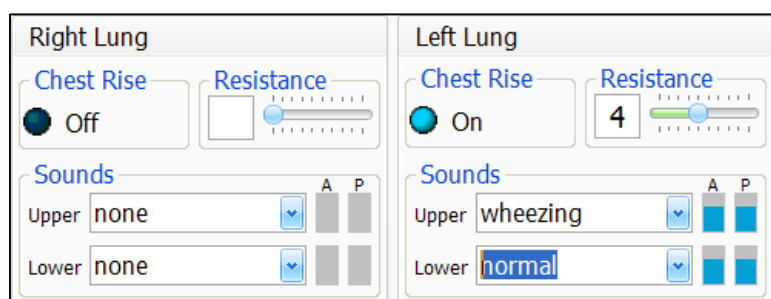 Right Lung
Chest Rise
Resistance
Off
Sounds
A P
Upper none
Lower none
Left Lung
Chest Rise
Resistance
On
4
Sounds
A P
Upper wheezing
Lower normal